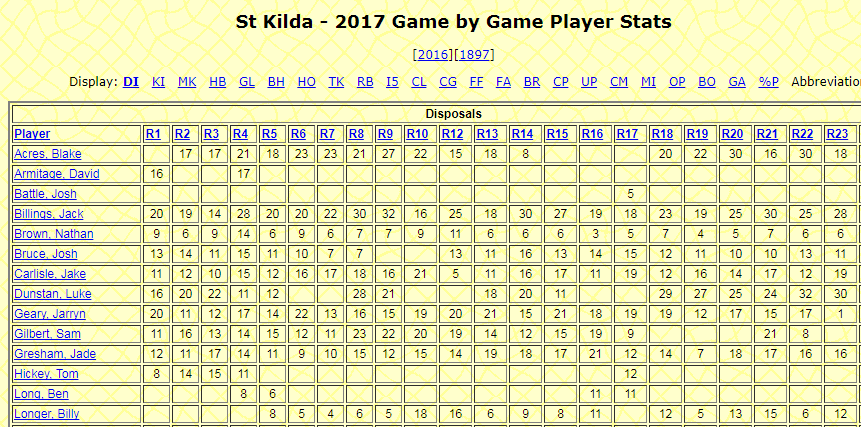 St Kilda - 2017 Game by Game Player Stats
[2016][1897]
Display: DI KI MK HB GL BH HO TK RB I5 CL CG FF FA BR CP UP CM MI OP BO GA %P Abbreviatio
Disposals
Player R1 R2 R3 R4 R5 R6 R7 R8 R9 R10 R12 R13 R14 R15 R16 R17 R18 R19 R20 R21 R22 R23
Acres, Blake 17 17 21 18 23 23 21 27 22 15 18 8 20 22 30 16 30 18
Armitage, David 16 17
Battle, Josh 5
Billings, Jack 20 19 14 28 20 20 22 30 32 16 25 18 30 27 19 18 23 19 25 30 25 28
Brown, Nathan 9 6 9 14 6 9 6 7 7 9 11 6 6 6 3 5 7 4 5 7 6 6
Bruce, Josh 13 14 11 15 11 10 7 7 13 11 16 13 14 15 12 11 10 10 13 11
Carlisle, Jake 11 12 10 15 12 16 17 18 16 21 5 11 16 17 11 19 12 16 14 17 12 19
Dunstan, Luke 16 20 22 11 12 28 21 18 20 11 29 27 25 24 32 30
Geary, Jarryn 20 11 12 17 14 22 13 16 15 19 20 21 15 21 18 19 19 12 17 15 17 1
Gilbert, Sam 11 16 13 14 15 12 11 23 22 20 19 14 12 15 19 9 21 8
Gresham, Jade 12 11 17 14 11 9 10 15 12 15 14 19 18 17 21 12 14 7 18 17 16 16
Hickey, Tom 8 14 15 11 12
Long, Ben 8 6 11 11
Longer, Billy 8 5 4 6 5 18 16 6 9 8 11 12 5 13 15 6 12